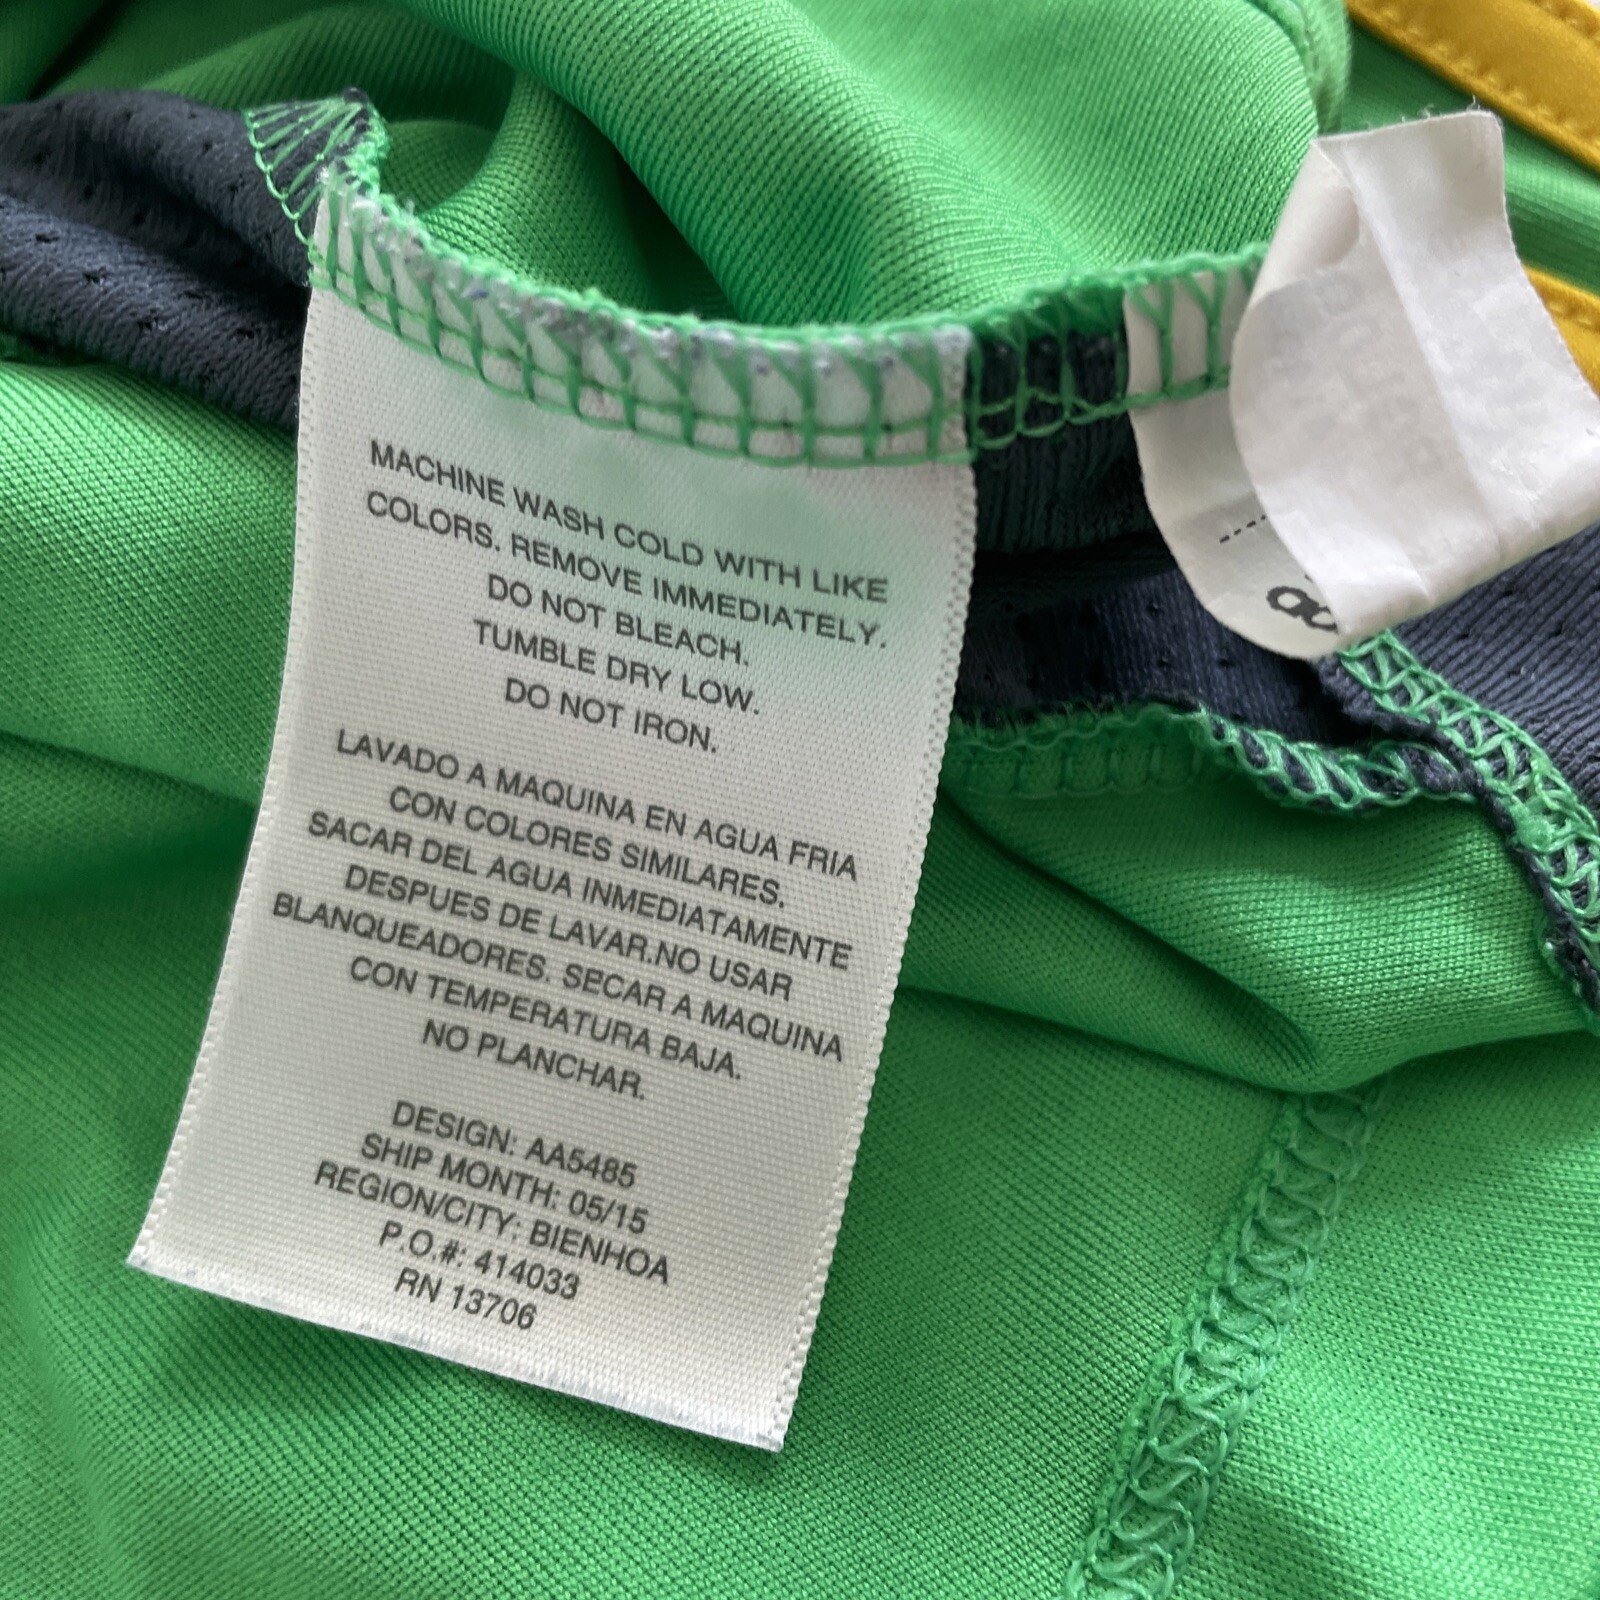 MACHINE WASH COLD WITH LIKE
COLORS. REMOVE IMMEDIATELY.
DO NOT BLEACH.
TUMBLE DRY LOW.
DO NOT IRON.
LAVADO A MAQUINA EN AGUA FRIA
CON COLORES SIMILARES.
SACAR DEL AGUA INMEDIATAMENTE
DESPUES DE LAVAR.NO USAR
BLANQUEADORES. SECAR A MAQUINA
CON TEMPERATURA BAJA.
NO PLANCHAR.
DESIGN: AA5485
SHIP MONTH: 05/15
REGION/CITY: BIENHOA
P.O.#: 414033
RN 13706